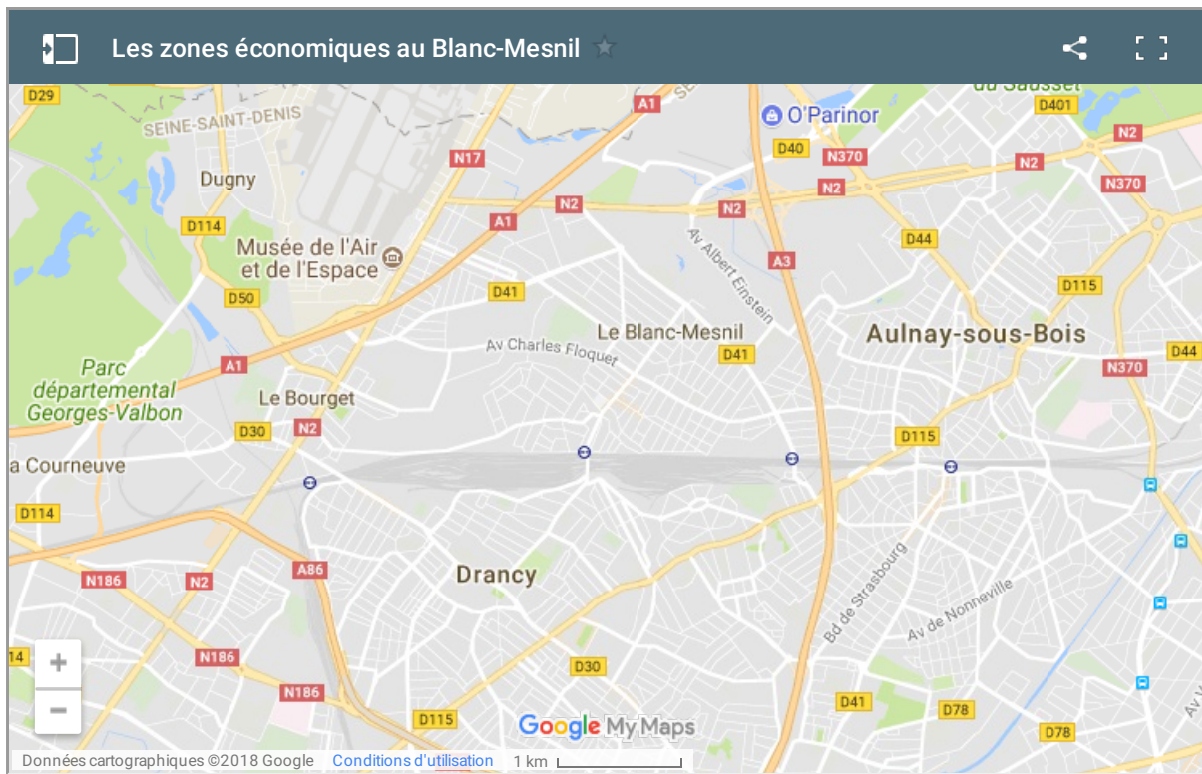 Les zones économiques au Blanc-Mesnil
D29
A1
du Sausset
D401
SEINE-SAINT-DENIS
O'Parinor
N2
D40
N370
N17
N2
Dugny
N2
N370
N2
N2
D114
A1
D44
Musée de l'Air
et de l'Espace
Av Albert Einstein
A3
D50
D41
D115
Le Blanc-Mesnil
Aulnay-sous-Bois
Av Charles Floquet
D41
D44
A1
N370
Parc
départemental
Georges-Valbon
Le Bourget
D30
N2
D115
a Courneuve
D114
A86
Drancy
N186
N2
Bd de Strasbourg
Av de Nonneville
14
N186
D30
N186
D41
D78
D115
Google My Maps
D78
+
−
Données cartographiques ©2018 Google
Conditions d'utilisation
1 km